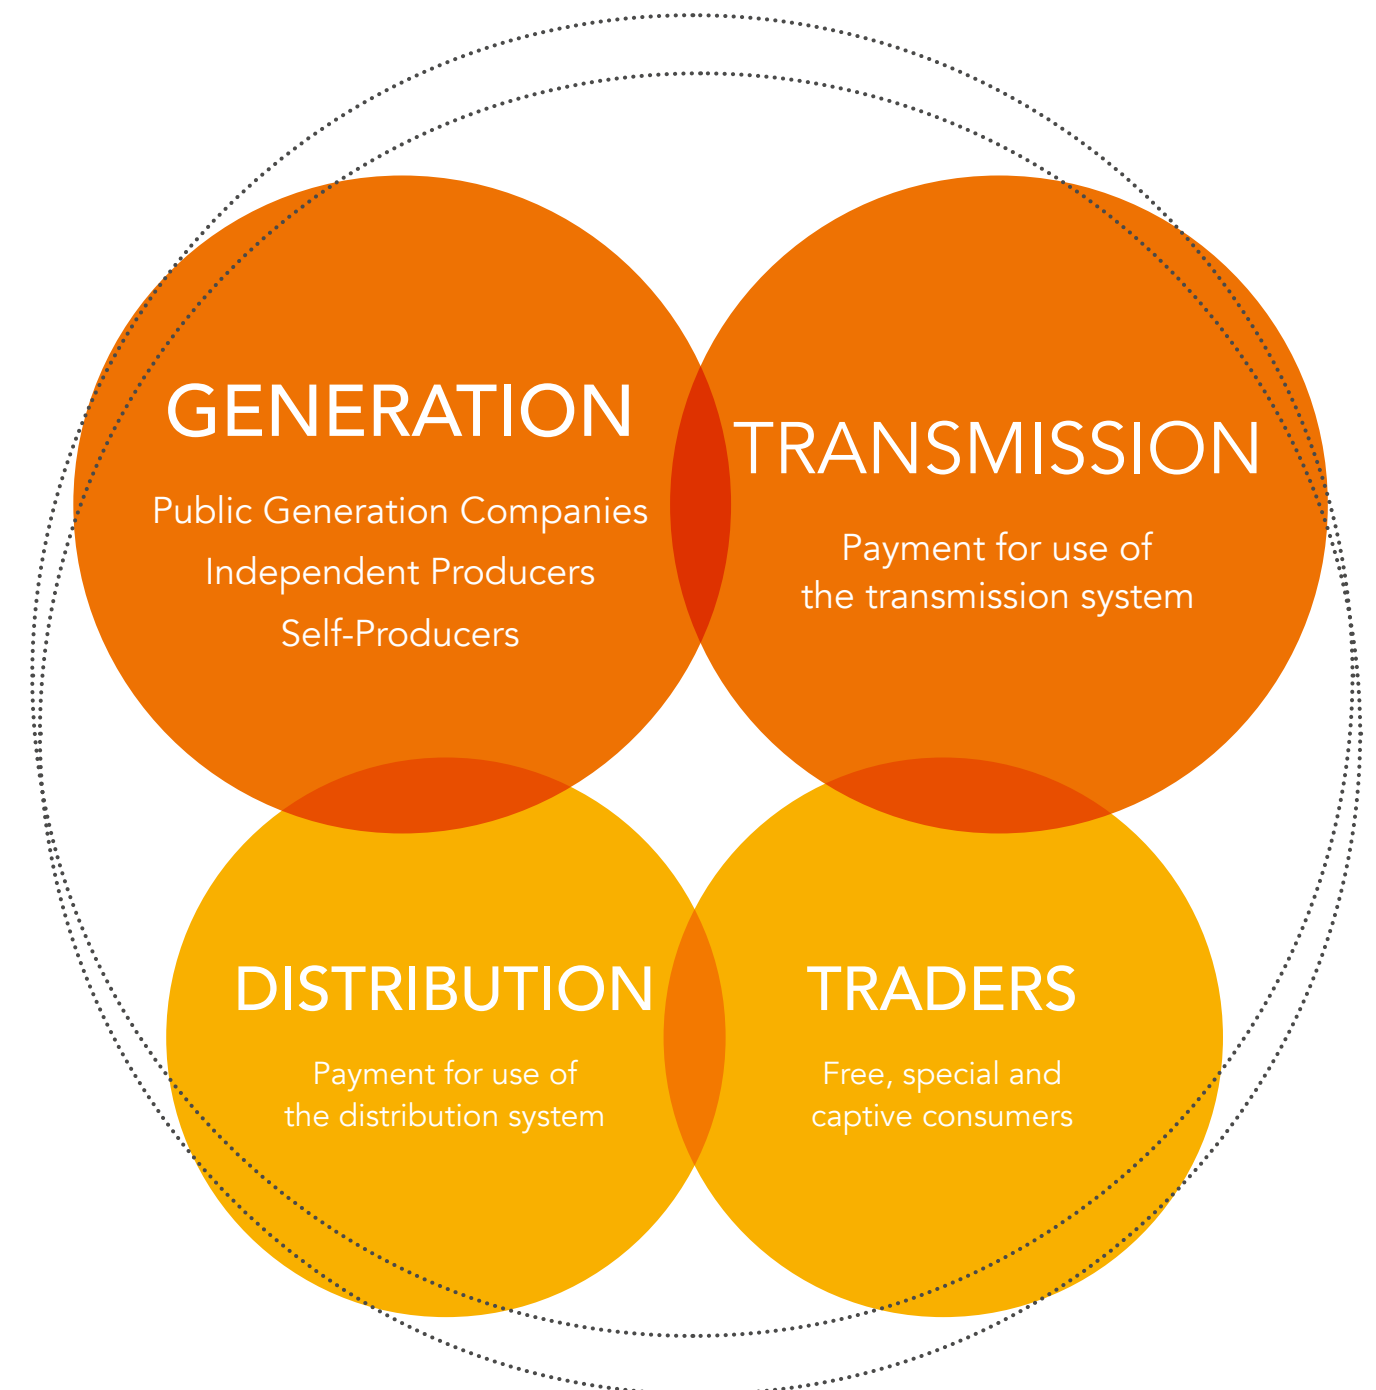 GENERATION
Public Generation Companies
Independent Producers
Self-Producers
TRANSMISSION
Payment for use of
the transmission system
DISTRIBUTION
Payment for use of
the distribution system
TRADERS
Free, special and
captive consumers